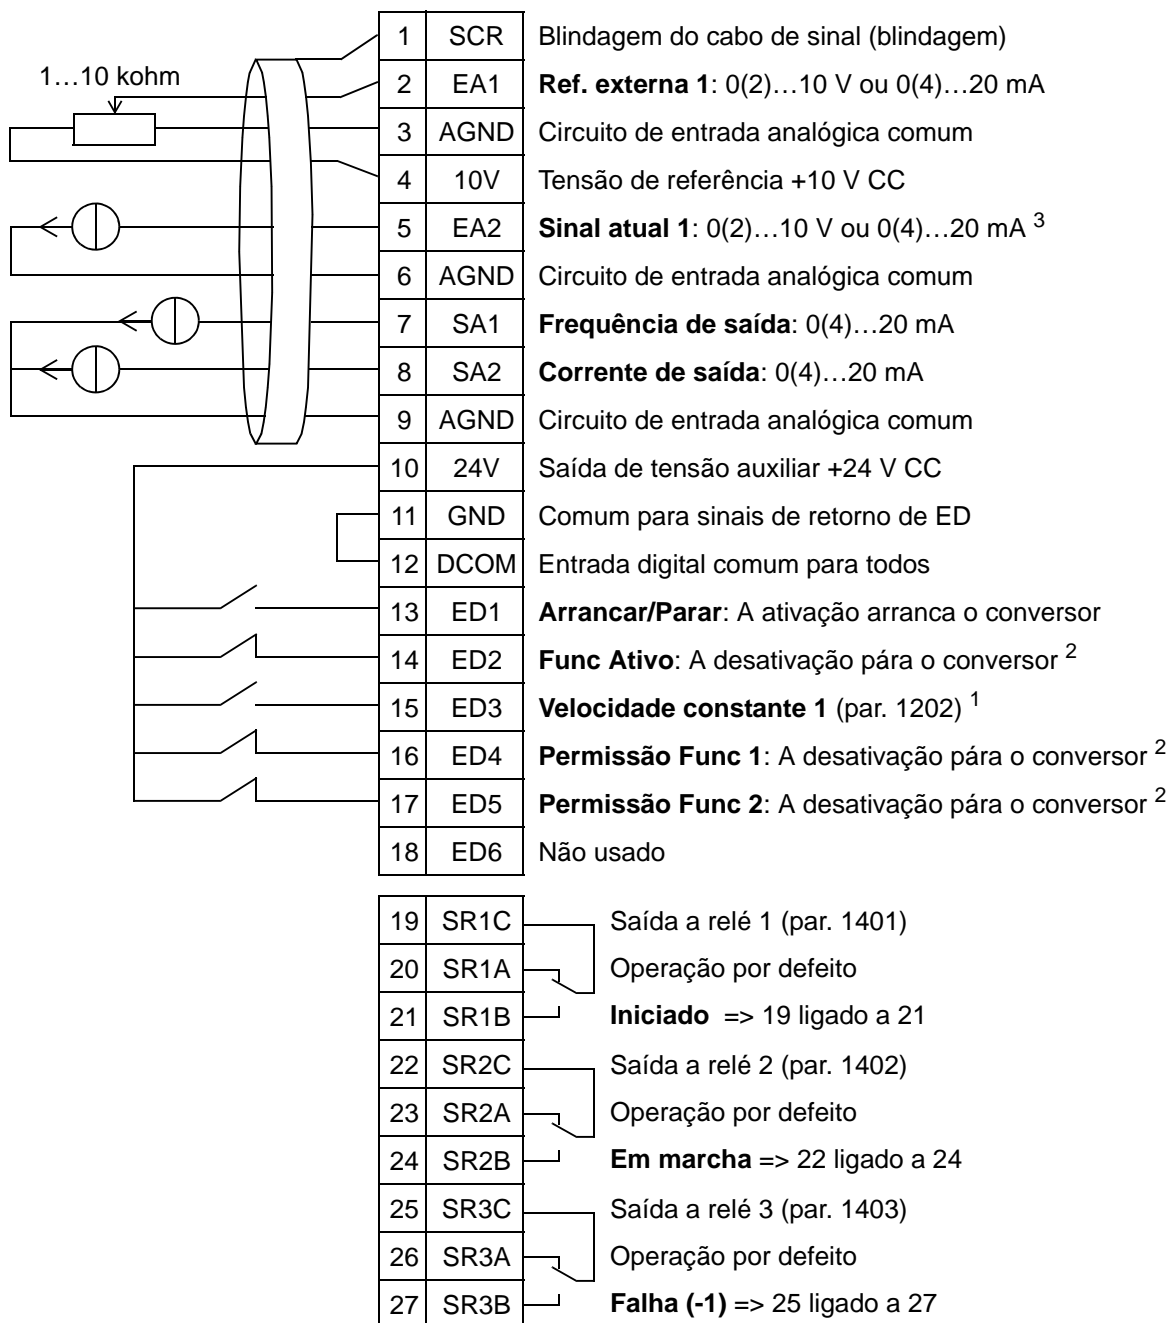 1 SCR Blindagem do cabo de sinal (blindagem)
1…10 kohm
2 EA1 Ref. externa 1: 0(2)…10 V ou 0(4)…20 mA
3 AGND Circuito de entrada analógica comum
4 10V Tensão de referência +10 V CC
5 EA2 Sinal atual 1: 0(2)…10 V ou 0(4)…20 mA 3
6 AGND Circuito de entrada analógica comum
7 SA1 Frequência de saída: 0(4)…20 mA
8 SA2 Corrente de saída: 0(4)…20 mA
9 AGND Circuito de entrada analógica comum
10 24V Saída de tensão auxiliar +24 V CC
11 GND Comum para sinais de retorno de ED
12 DCOM Entrada digital comum para todos
13 ED1 Arrancar/Parar: A ativação arranca o conversor
14 ED2 Func Ativo: A desativação pára o conversor 2
15 ED3 Velocidade constante 1 (par. 1202) 1
16 ED4 Permissão Func 1: A desativação pára o conversor 2
17 ED5 Permissão Func 2: A desativação pára o conversor 2
18 ED6 Não usado
19 SR1C Saída a relé 1 (par. 1401)
20 SR1A Operação por defeito
21 SR1B Iniciado => 19 ligado a 21
22 SR2C Saída a relé 2 (par. 1402)
23 SR2A Operação por defeito
24 SR2B Em marcha => 22 ligado a 24
25 SR3C Saída a relé 3 (par. 1403)
26 SR3A Operação por defeito
27 SR3B Falha (-1) => 25 ligado a 27